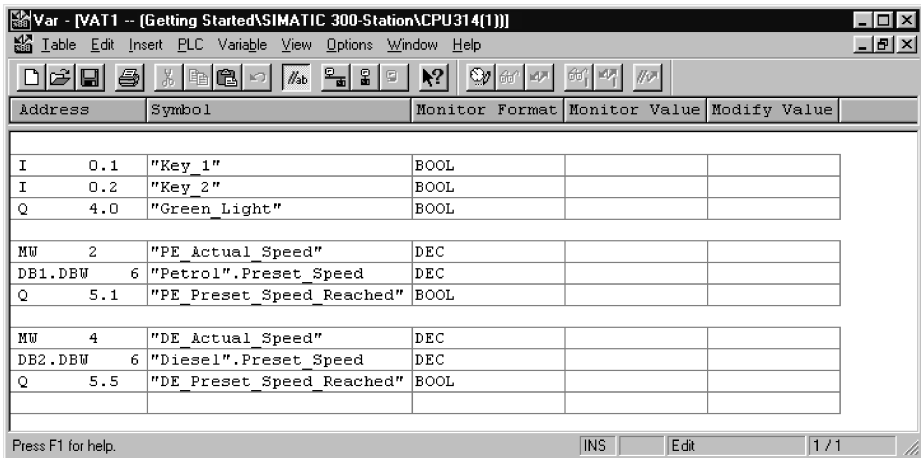 Var - [VAT1 -- (Getting Started\SIMATIC 300-Station\CPU314(1))]
Table Edit Insert PLC Variable View Options Window Help
Address Symbol Monitor Format Monitor Value Modify Value
I 0.1 "Key_1" BOOL
I 0.2 "Key_2" BOOL
Q 4.0 "Green_Light" BOOL
MW 2 "PE_Actual_Speed" DEC
DB1.DBW 6 "Petrol".Preset_Speed DEC
Q 5.1 "PE_Preset_Speed_Reached" BOOL
MW 4 "DE_Actual_Speed" DEC
DB2.DBW 6 "Diesel".Preset_Speed DEC
Q 5.5 "DE_Preset_Speed_Reached" BOOL
Press F1 for help. INS Edit 1 / 1